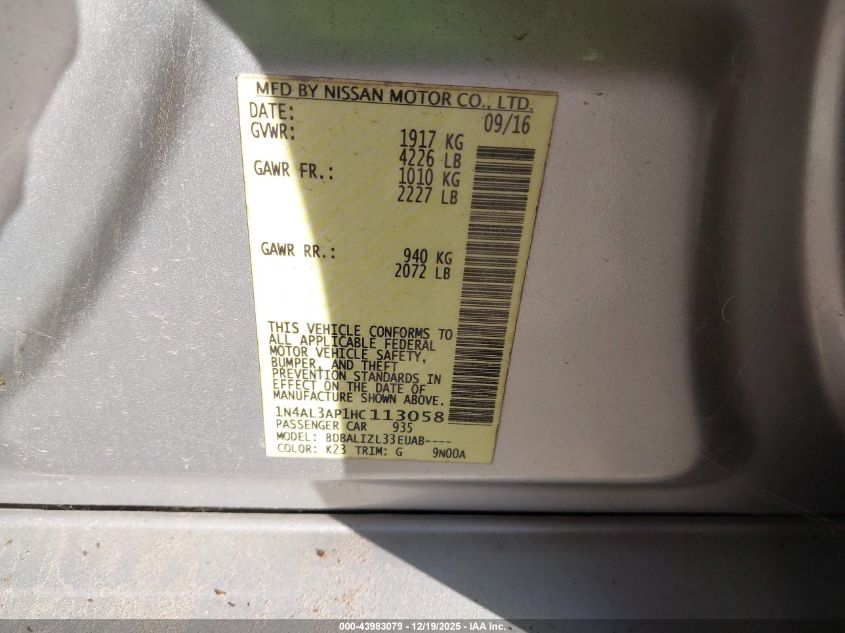 MFD BY NISSAN MOTOR CO., LTD.
DATE: 09/16
GVWR: 1917 KG
4226 LB
GAWR FR.: 1010 KG
2227 LB
GAWR RR.: 940 KG
2072 LB
THIS VEHICLE CONFORMS TO
ALL APPLICABLE FEDERAL
MOTOR VEHICLE SAFETY,
BUMPER, AND THEFT
PREVENTION STANDARDS IN
EFFECT ON THE DATE OF
MANUFACTURE SHOWN ABOVE.
1N4AL3AP1HC113058
PASSENGER CAR 935
MODEL: BDBALIZL33EUAB----
COLOR: K23 TRIM: G 9N00A
000-43983079 - 12/19/2025 - IAA Inc.